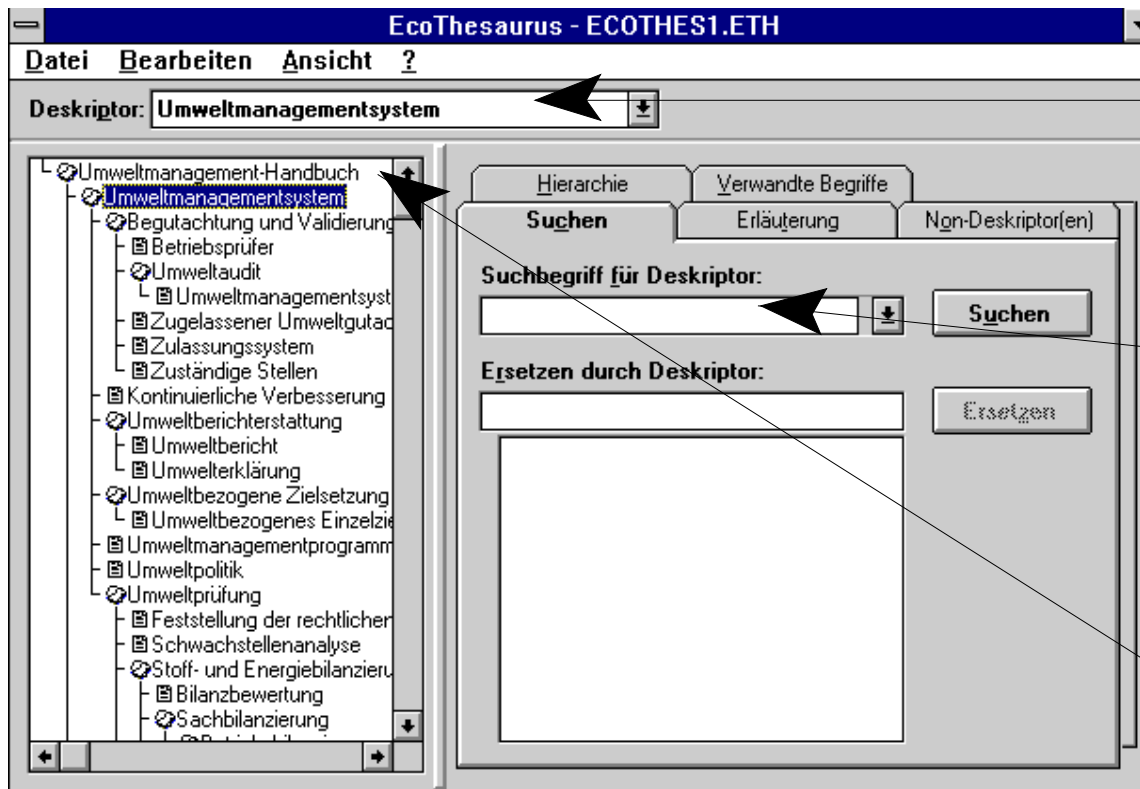 EcoThesaurus - ECOTHES1.ETH
Datei Bearbeiten Ansicht ?
Deskriptor: Umweltmanagementsystem
Umweltmanagement-Handbuch
Umweltmanagementsystem
Begutachtung und Validierung
Betriebsprüfer
Umweltaudit
Umweltmanagementsyst
Zugelassener Umweltgutac
Zulassungssystem
Zuständige Stellen
Kontinuierliche Verbesserung
Umweltberichterstattung
Umweltbericht
Umwelterklärung
Umweltbezogene Zielsetzung
Umweltbezogenes Einzelzie
Umweltmanagementprogramm
Umweltpolitik
Umweltprüfung
Feststellung der rechtlichen
Schwachstellenanalyse
Stoff- und Energiebilanzieru
Bilanzbewertung
Sachbilanzierung
Hierarchie Verwandte Begriffe
Suchen Erläuterung Non-Deskriptor(en)
Suchbegriff für Deskriptor:
Suchen
Ersetzen durch Deskriptor:
Ersetzen